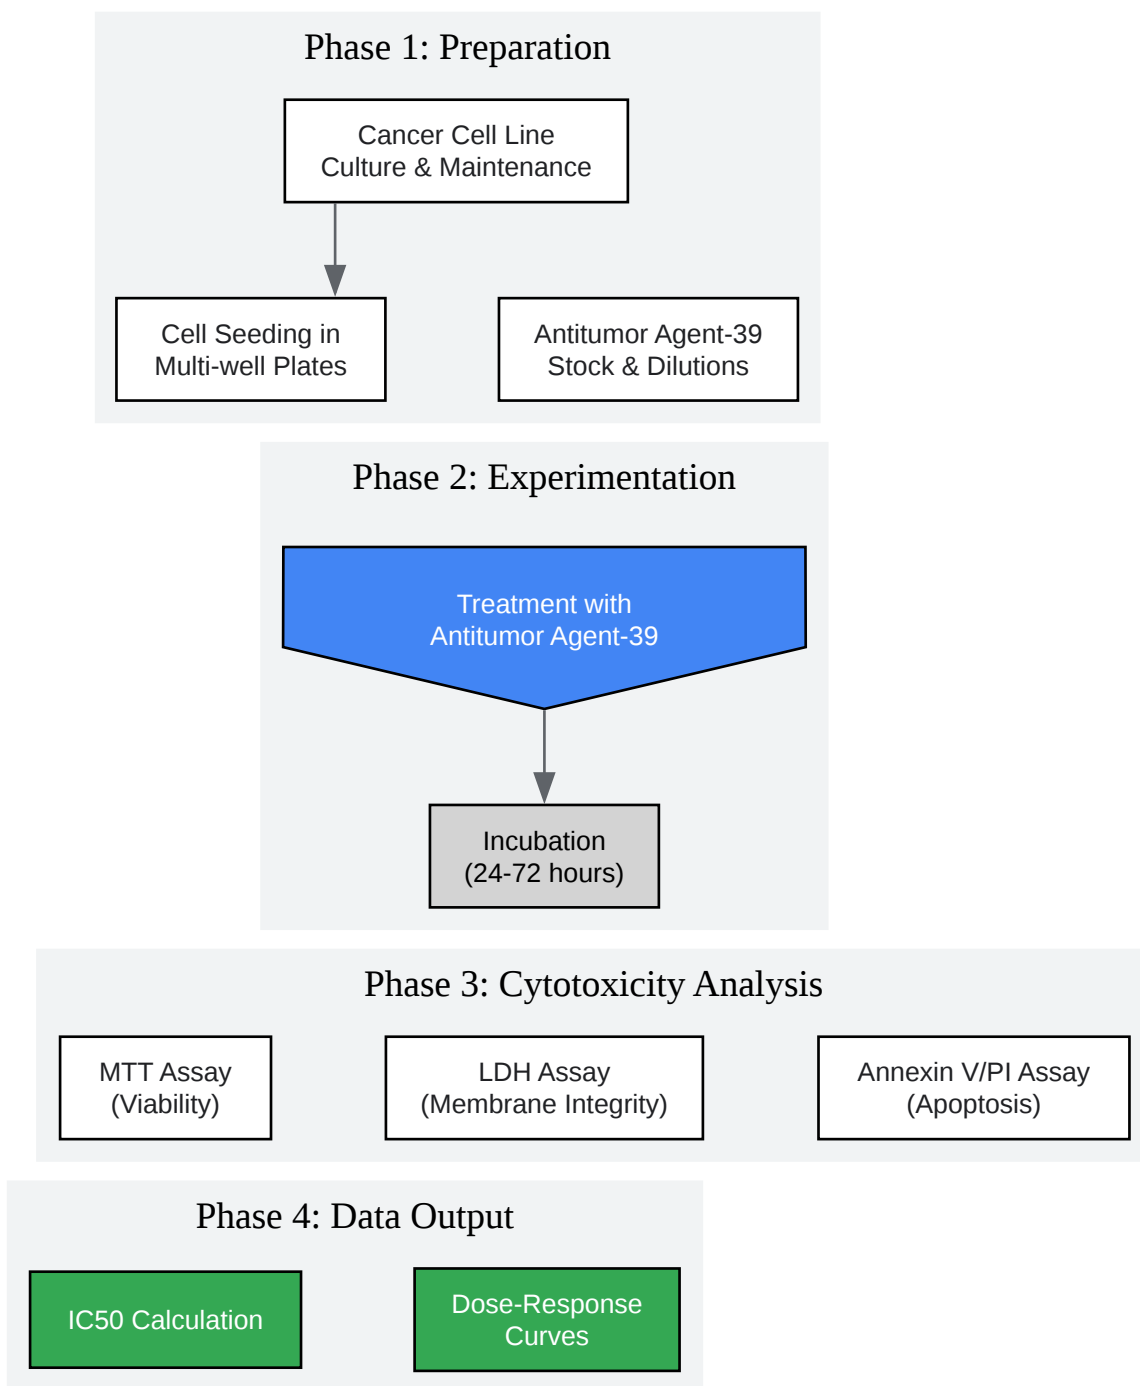 Phase 1: Preparation
Cancer Cell Line
Culture & Maintenance
Cell Seeding in
Multi-well Plates
Antitumor Agent-39
Stock & Dilutions
Phase 2: Experimentation
Treatment with
Antitumor Agent-39
Incubation
(24-72 hours)
Phase 3: Cytotoxicity Analysis
MTT Assay
(Viability)
LDH Assay
(Membrane Integrity)
Annexin V/PI Assay
(Apoptosis)
Phase 4: Data Output
IC50 Calculation
Dose-Response
Curves